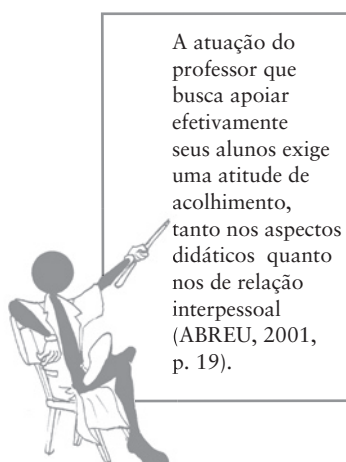 A atuação do
professor que
busca apoiar
efetivamente
seus alunos exige
uma atitude de
acolhimento,
tanto nos aspectos
didáticos quanto
nos de relação
interpessoal
(ABREU, 2001,
p. 19).